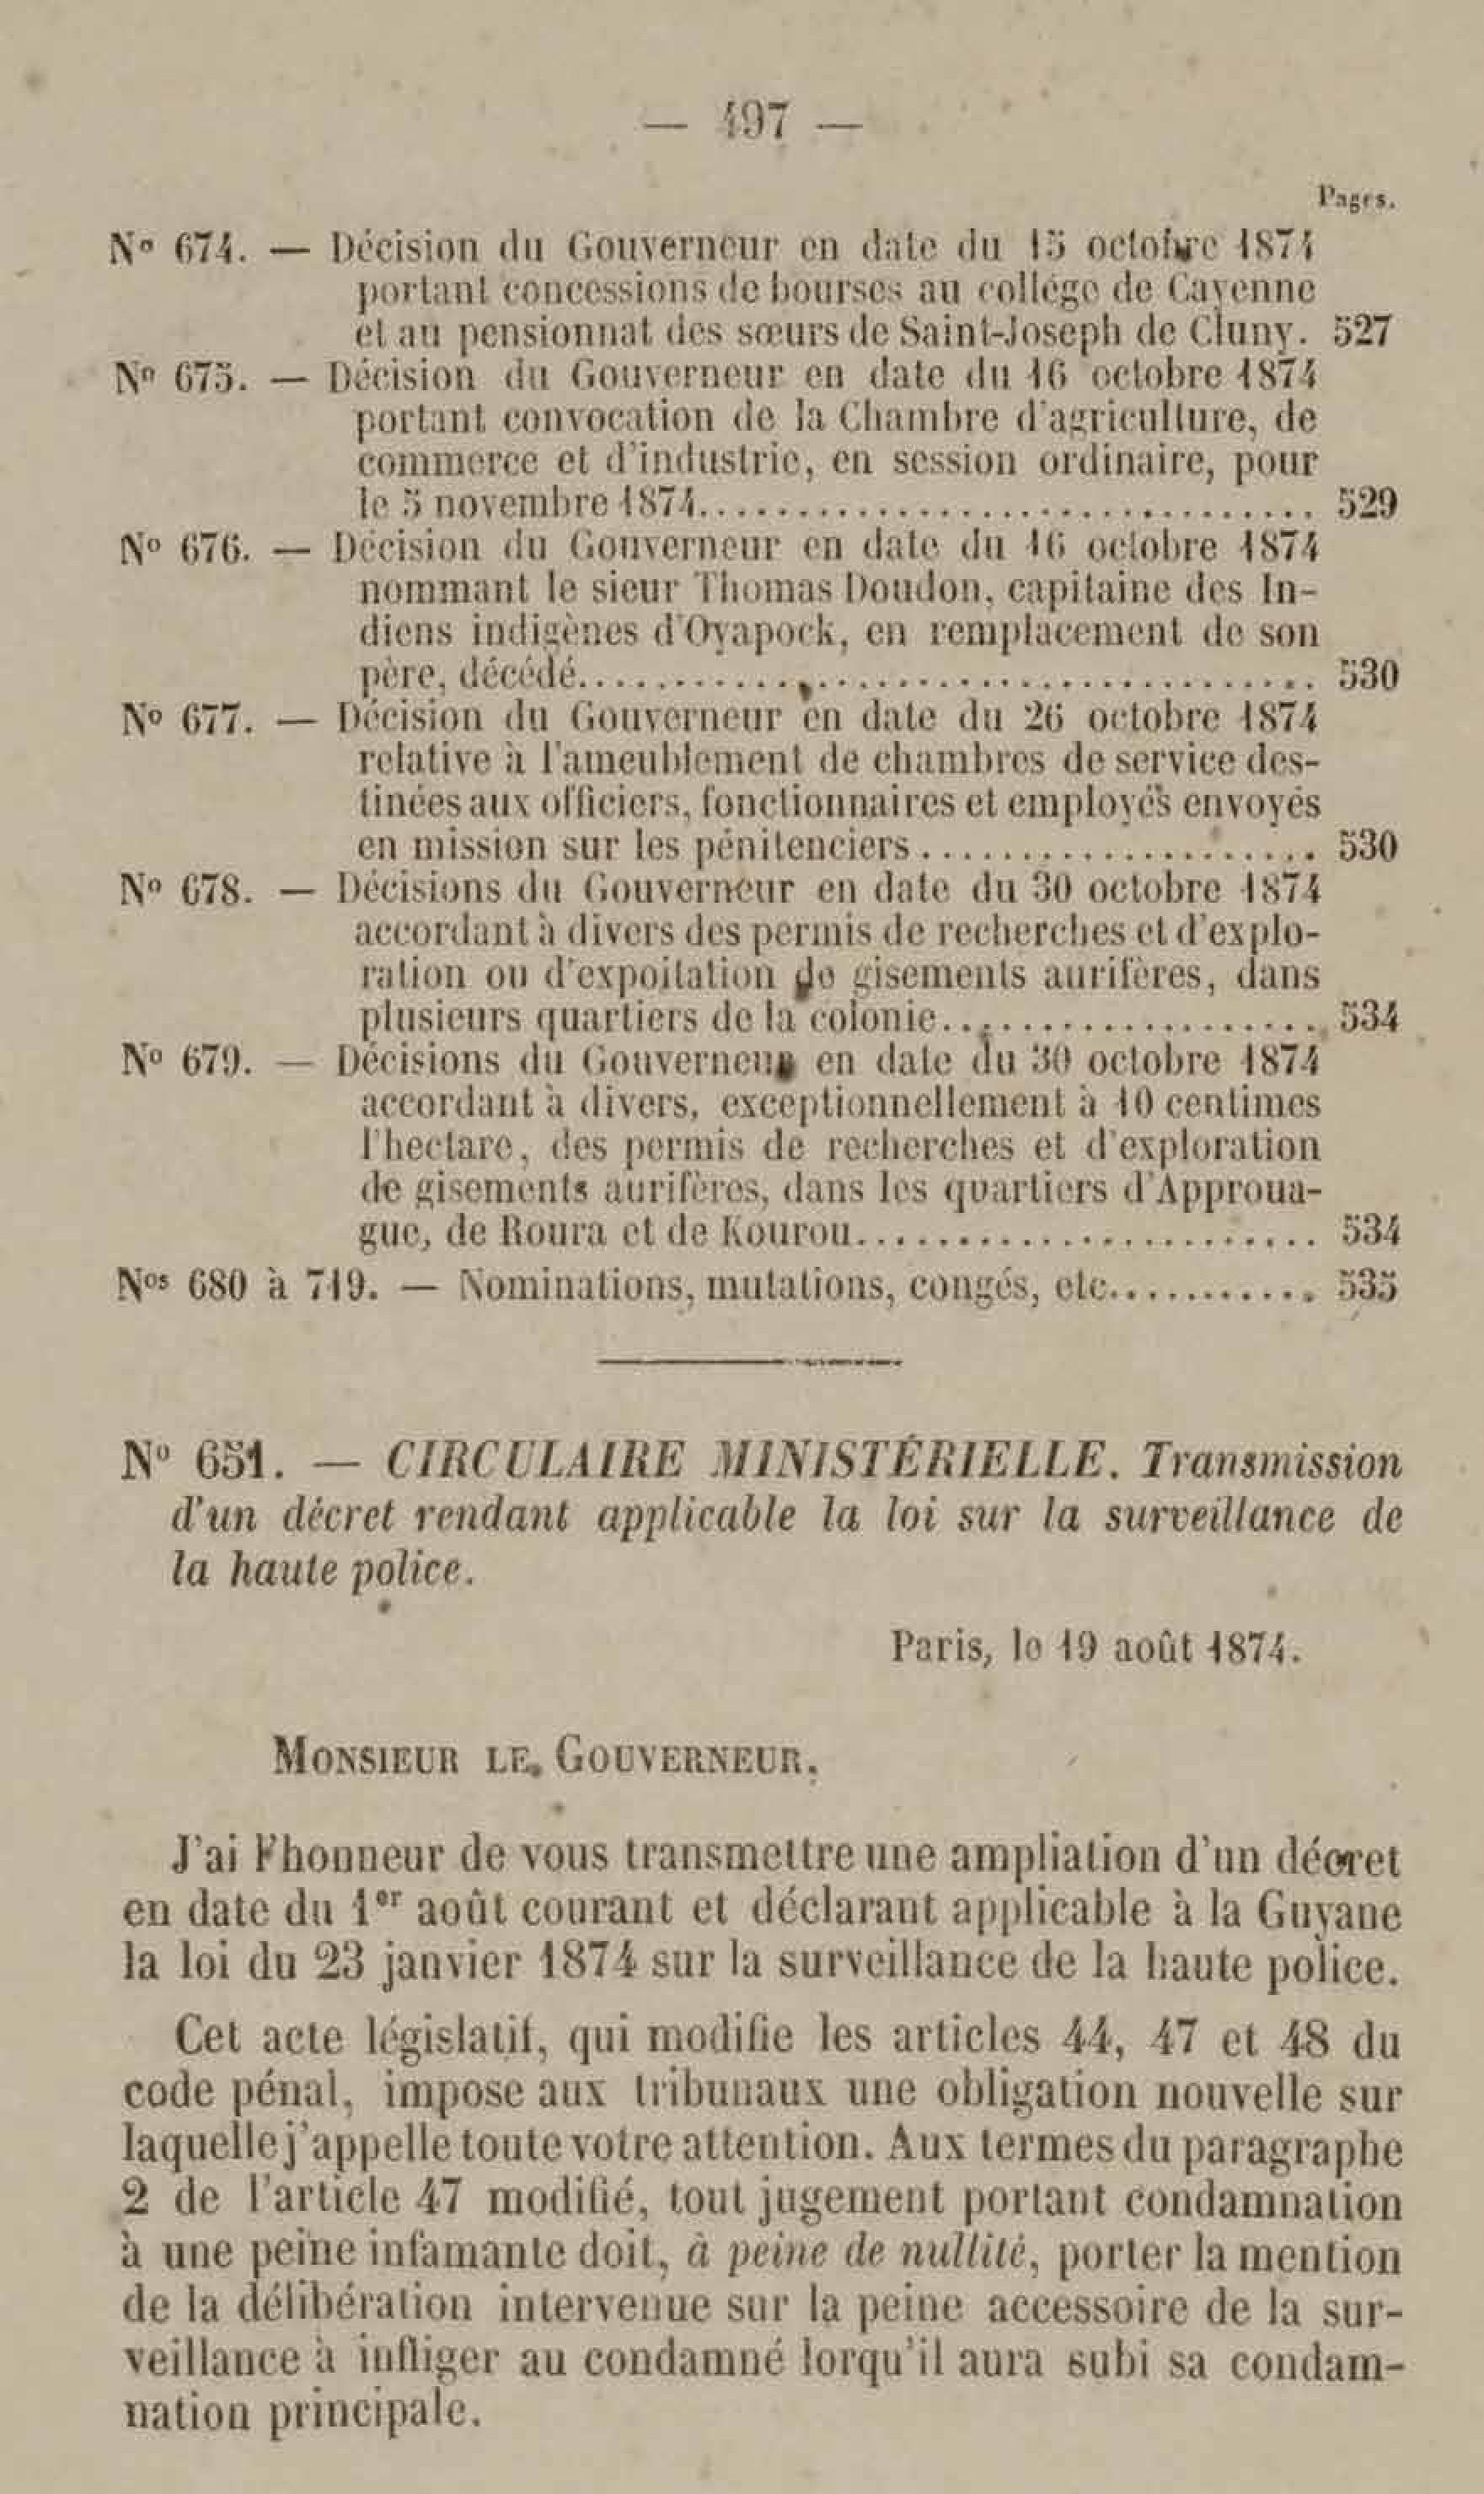 — 497 —
Pages.
Nº 674. — Décision du Gouverneur en date du 15 octobre 1874
portant concessions de bourses au collége de Cayenne
et au pensionnat des sœurs de Saint-Joseph de Cluny. 527
Nº 675. — Décision du Gouverneur en date du 16 octobre 1874
portant convocation de la Chambre d'agriculture, de
commerce et d'industrie, en session ordinaire, pour
le 5 novembre 1874................................ 529
Nº 676. — Décision du Gouverneur en date du 16 octobre 1874
nommant le sieur Thomas Doudon, capitaine des In-
diens indigènes d'Oyapock, en remplacement de son
père, décédé...................................... 530
Nº 677. — Décision du Gouverneur en date du 26 octobre 1874
relative à l'ameublement de chambres de service des-
tinées aux officiers, fonctionnaires et employés envoyés
en mission sur les pénitenciers.................... 530
Nº 678. — Décisions du Gouverneur en date du 30 octobre 1874
accordant à divers des permis de recherches et d'explo-
ration ou d'expoitation de gisements aurifères, dans
plusieurs quartiers de la colonie................... 534
Nº 679. — Décisions du Gouverneur en date du 30 octobre 1874
accordant à divers, exceptionnellement à 10 centimes
l'hectare, des permis de recherches et d'exploration
de gisements aurifères, dans les quartiers d'Approua-
gue, de Roura et de Kourou........................ 534
Nos 680 à 719. — Nominations, mutations, congés, etc........... 535
Nº 651. — CIRCULAIRE MINISTÉRIELLE. Transmission
d'un décret rendant applicable la loi sur la surveillance de
la haute police.
Paris, le 19 août 1874.
MONSIEUR LE GOUVERNEUR,
J'ai l'honneur de vous transmettre une ampliation d'un décret
en date du 1er août courant et déclarant applicable à la Guyane
la loi du 23 janvier 1874 sur la surveillance de la haute police.
Cet acte législatif, qui modifie les articles 44, 47 et 48 du
code pénal, impose aux tribunaux une obligation nouvelle sur
laquelle j'appelle toute votre attention. Aux termes du paragraphe
2 de l'article 47 modifié, tout jugement portant condamnation
à une peine infamante doit, à peine de nullité, porter la mention
de la délibération intervenue sur la peine accessoire de la sur-
veillance à infliger au condamné lorqu'il aura subi sa condam-
nation principale.